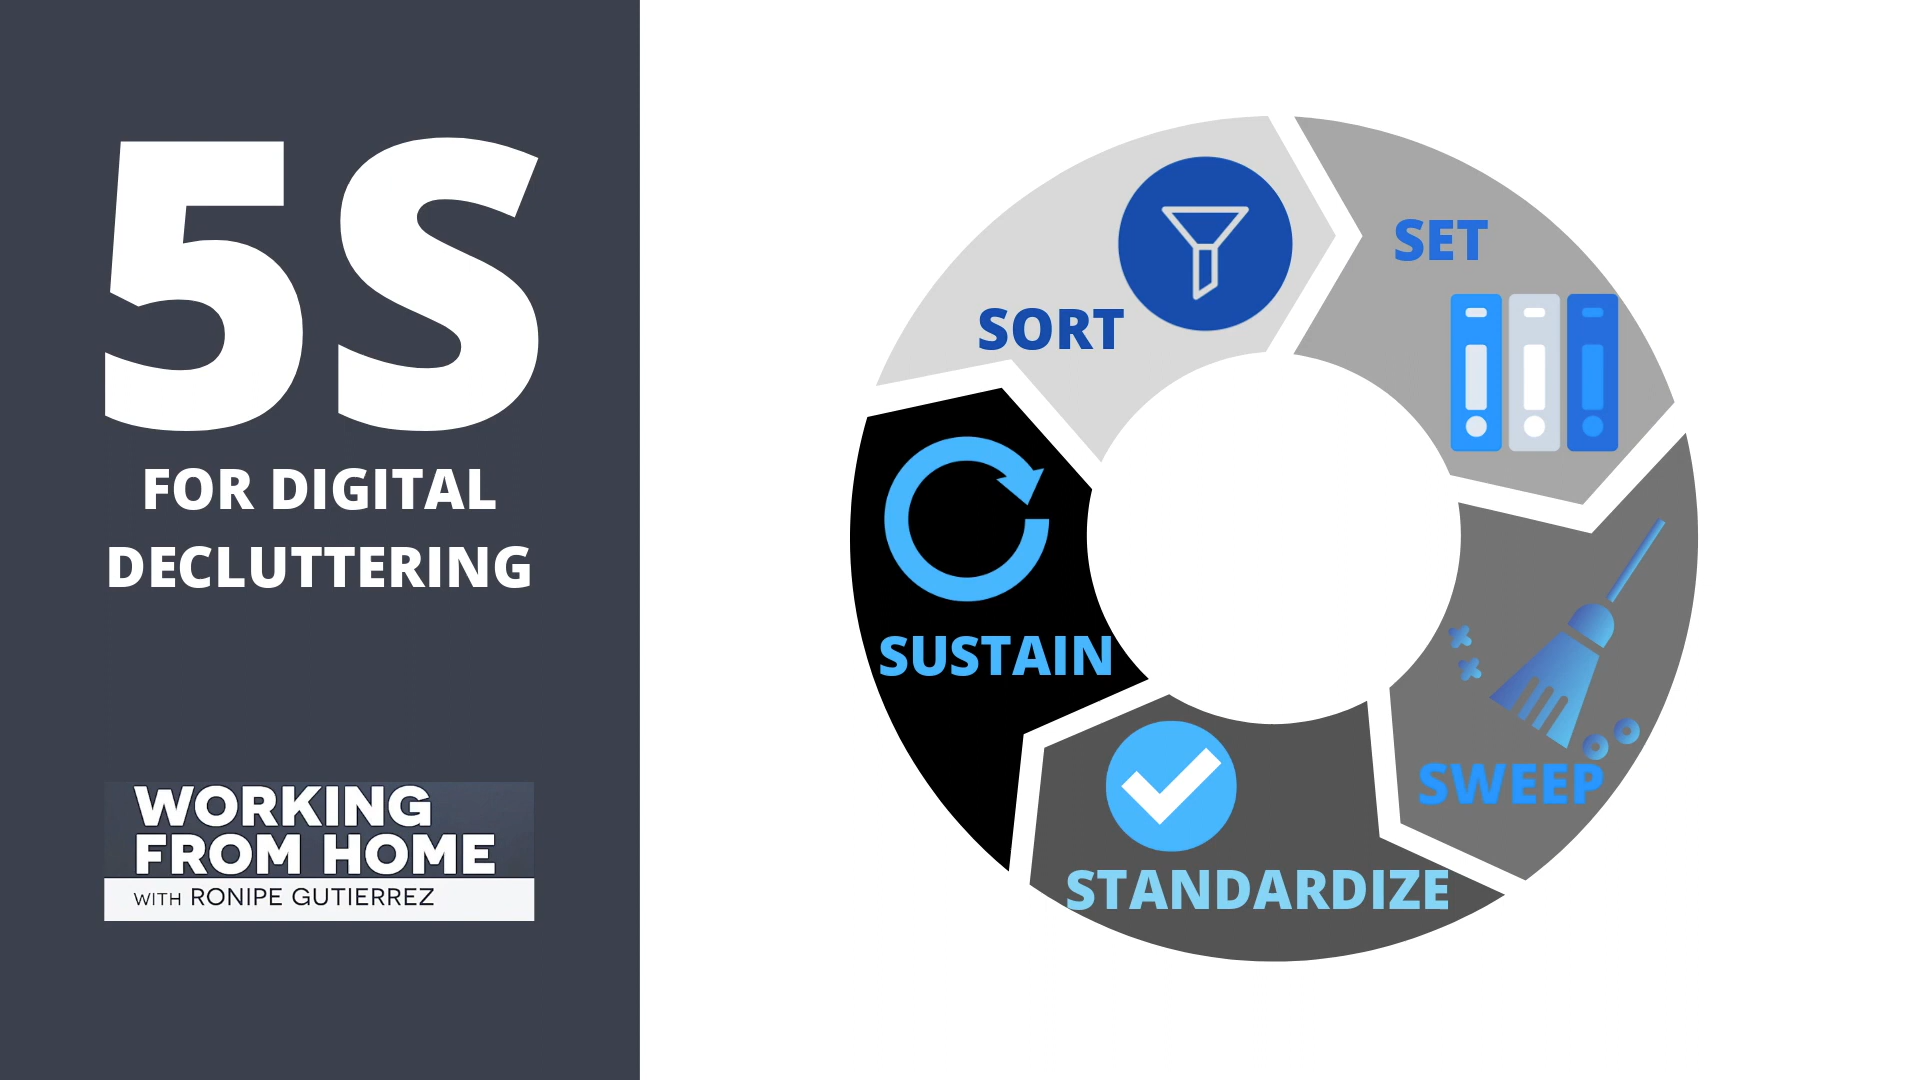 5S
FOR DIGITAL
DECLUTTERING
WORKING
FROM HOME
WITH RONIPE GUTIERREZ
SORT
SET
SWEEP
STANDARDIZE
SUSTAIN